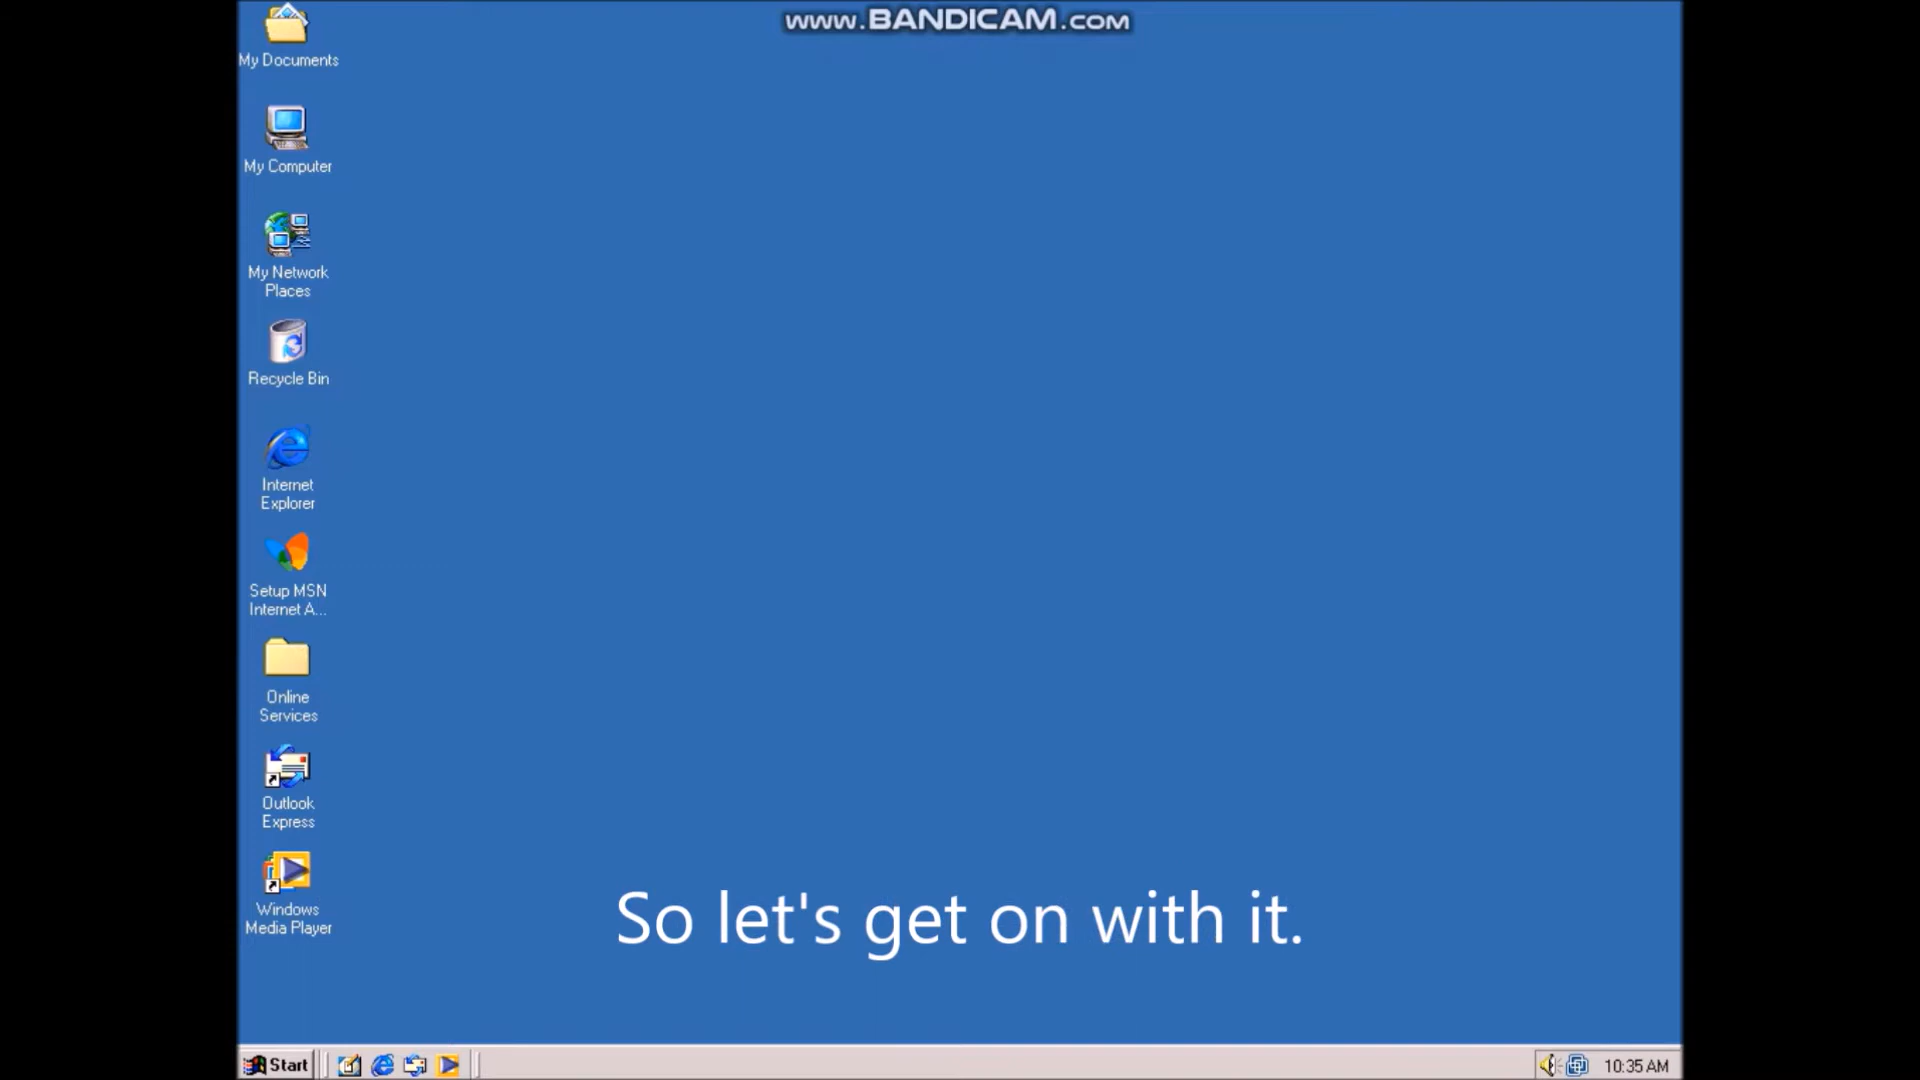 www.BANDICAM.com
My Documents
My Computer
My Network
Places
Recycle Bin
Internet
Explorer
Setup MSN
Internet A...
Online
Services
Outlook
Express
Windows
Media Player
So let's get on with it.
Start
10:35 AM